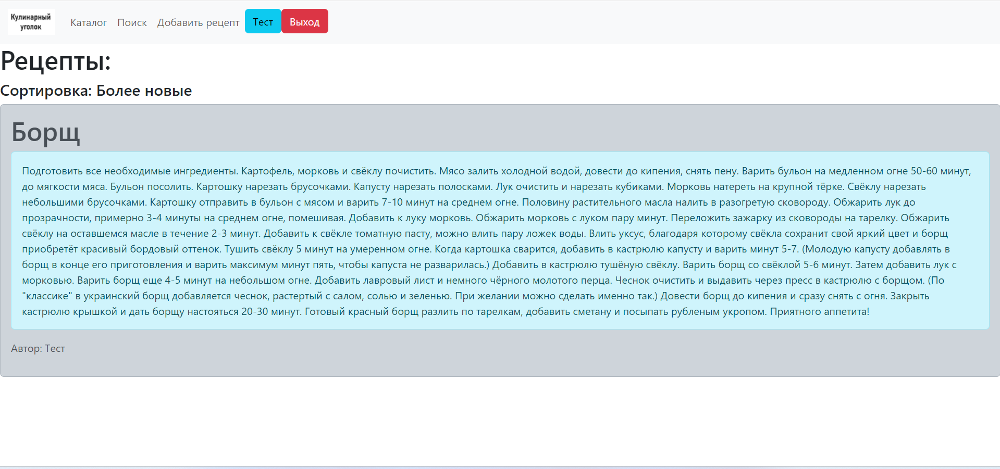 Кулинарный
уголок
Каталог Поиск Добавить рецепт Тест Выход
Рецепты:
Сортировка: Более новые
Борщ
Подготовить все необходимые ингредиенты. Картофель, морковь и свёклу почистить. Мясо залить холодной водой, довести до кипения, снять пену. Варить бульон на медленном огне 50-60 минут,
до мягкости мяса. Бульон посолить. Картошку нарезать брусочками. Капусту нарезать полосками. Лук очистить и нарезать кубиками. Морковь натереть на крупной тёрке. Свёклу нарезать
небольшими брусочками. Картошку отправить в бульон с мясом и варить 7-10 минут на среднем огне. Половину растительного масла налить в разогретую сковороду. Обжарить лук до
прозрачности, примерно 3-4 минуты на среднем огне, помешивая. Добавить к луку морковь. Обжарить морковь с луком пару минут. Переложить зажарку из сковороды на тарелку. Обжарить
свёклу на оставшемся масле в течение 2-3 минут. Добавить к свёкле томатную пасту, можно влить пару ложек воды. Влить уксус, благодаря которому свёкла сохранит свой яркий цвет и борщ
приобретёт красивый бордовый оттенок. Тушить свёклу 5 минут на умеренном огне. Когда картошка сварится, добавить в кастрюлю капусту и варить минут 5-7. (Молодую капусту добавлять в
борщ в конце его приготовления и варить максимум минут пять, чтобы капуста не разварилась.) Добавить в кастрюлю тушёную свёклу. Варить борщ со свёклой 5-6 минут. Затем добавить лук с
морковью. Варить борщ еще 4-5 минут на небольшом огне. Добавить лавровый лист и немного чёрного молотого перца. Чеснок очистить и выдавить через пресс в кастрюлю с борщом. (По
"классике" в украинский борщ добавляется чеснок, растертый с салом, солью и зеленью. При желании можно сделать именно так.) Довести борщ до кипения и сразу снять с огня. Закрыть
кастрюлю крышкой и дать борщу настояться 20-30 минут. Готовый красный борщ разлить по тарелкам, добавить сметану и посыпать рубленым укропом. Приятного аппетита!
Автор: Тест